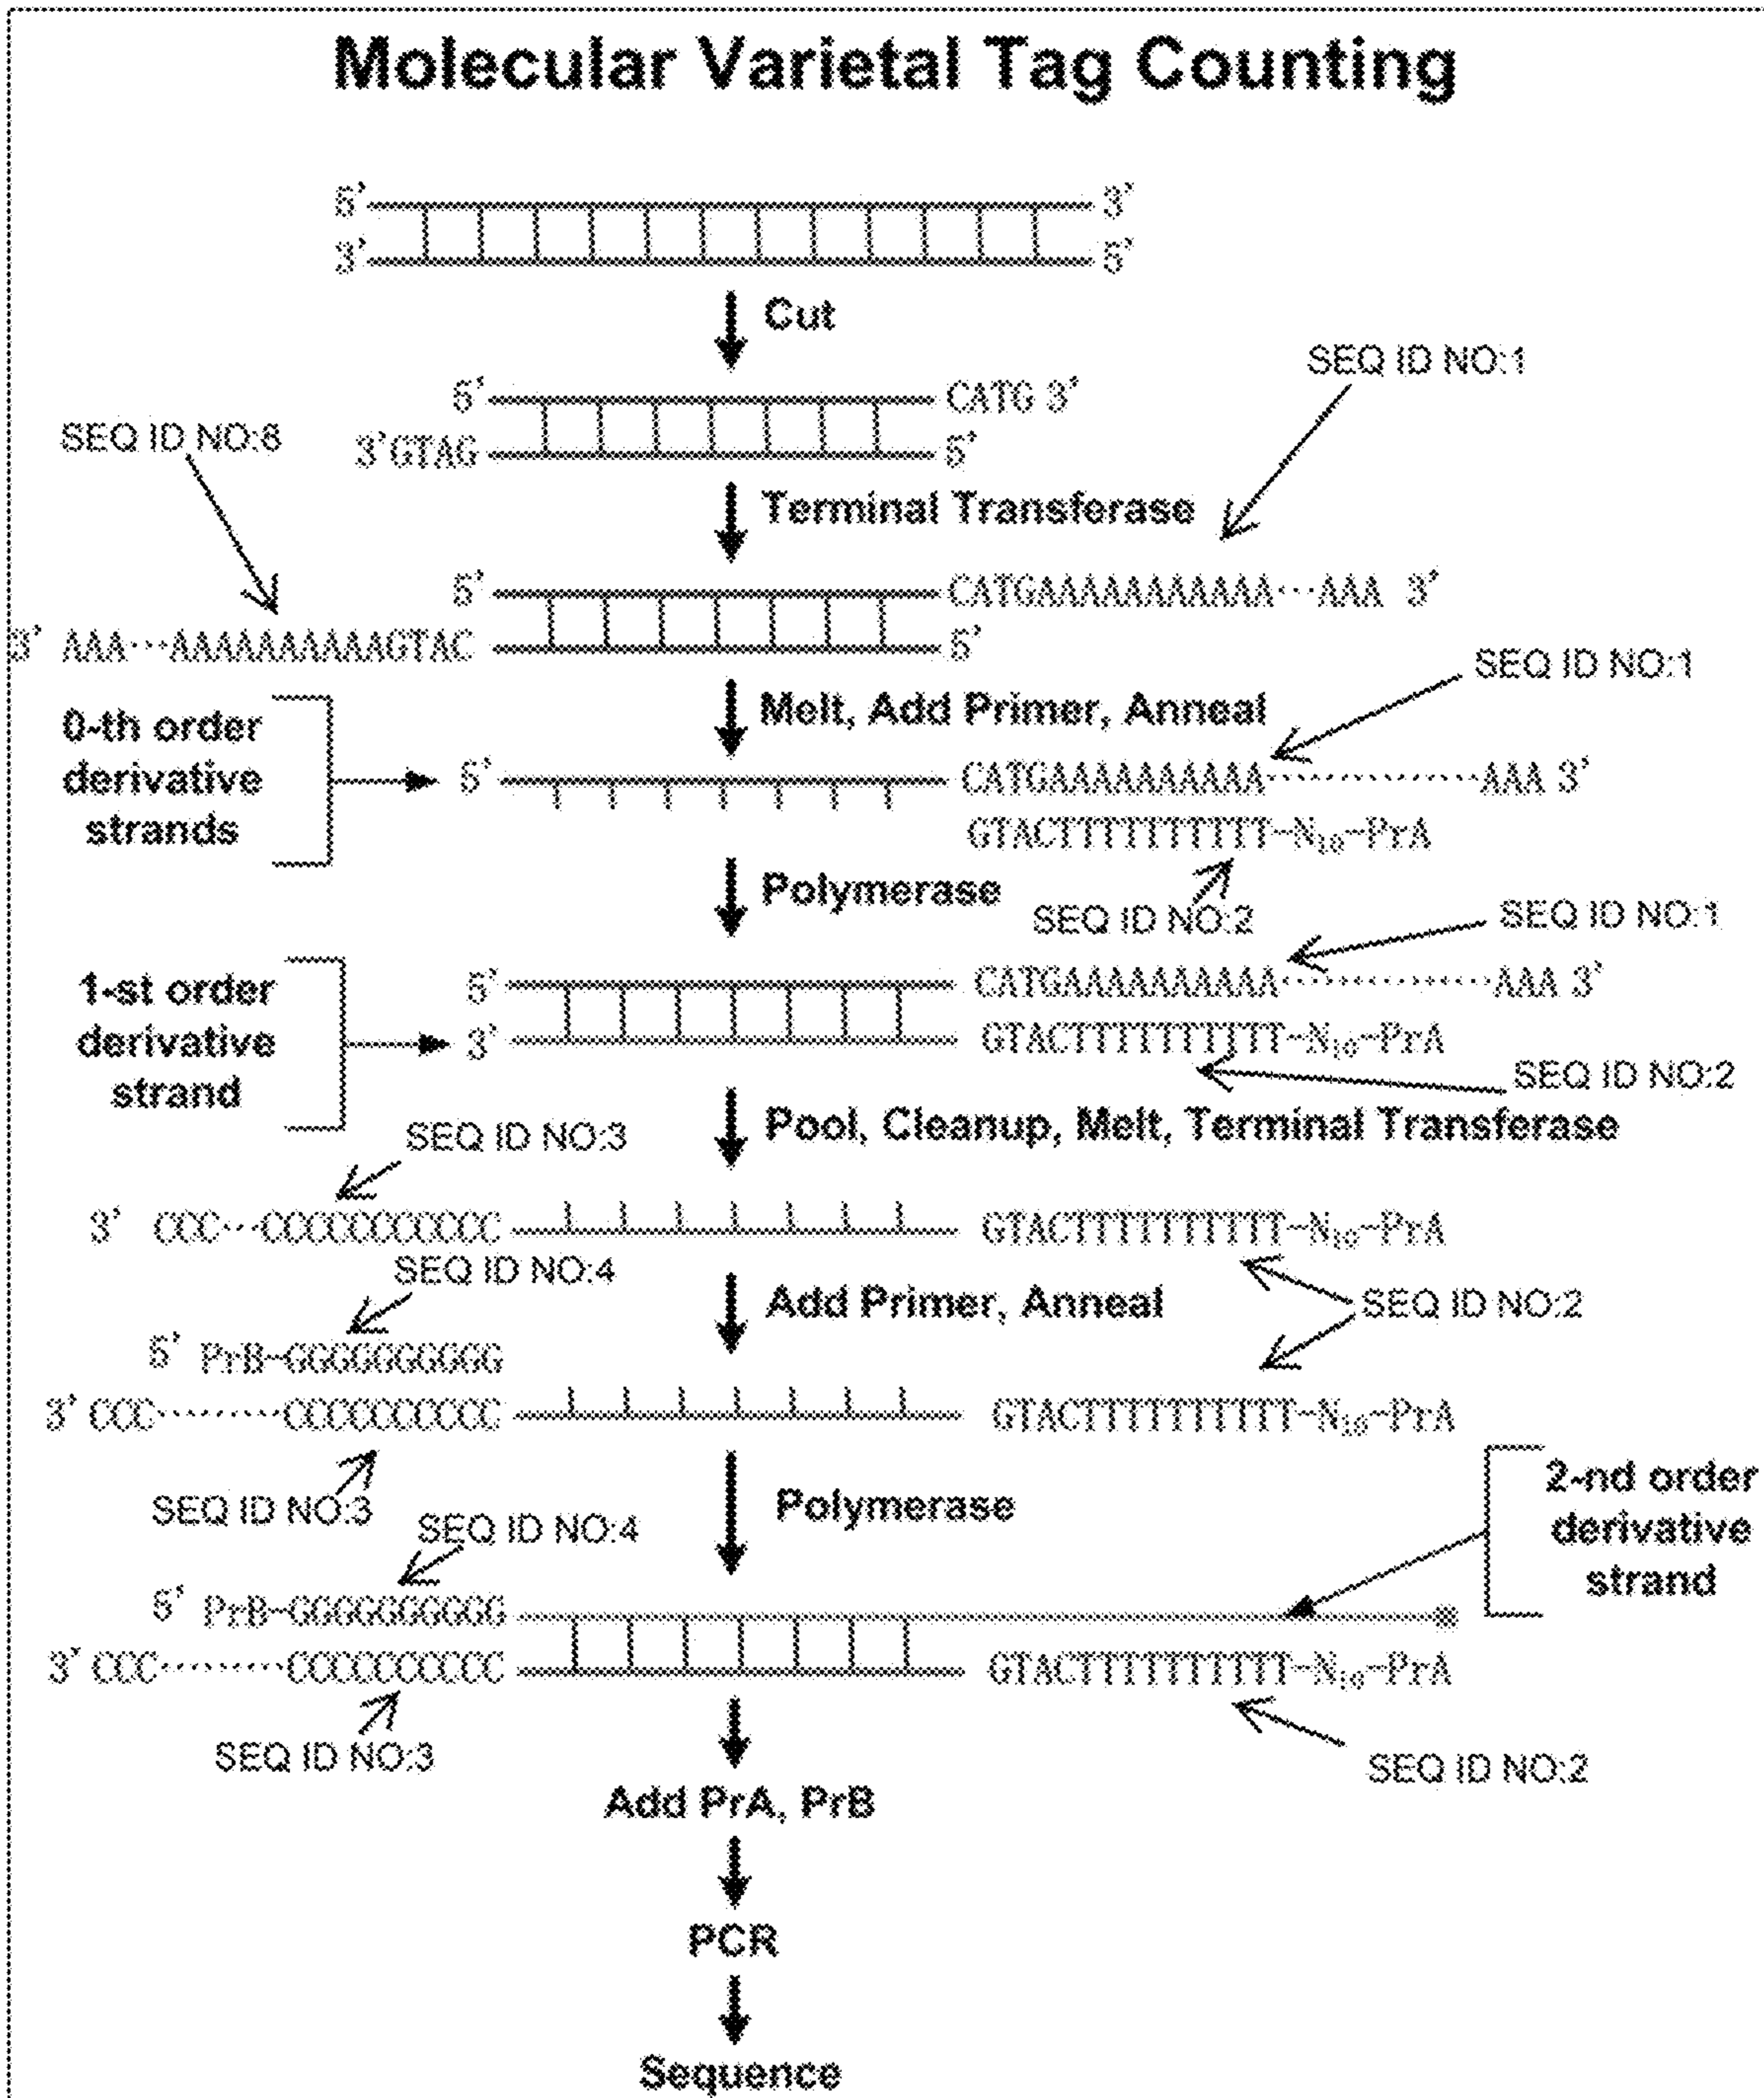 Molecular Varietal Tag Counting
5' 3'
3' 5'
Cut
SEQ ID NO:1
5' CATG 3'
SEQ ID NO:6
3'GTAG 5'
Terminal Transferase
5' CATGAAAAAAAAAAA···AAA 3'
3' AAA···AAAAAAAAAAGTAC 5'
SEQ ID NO:1
Melt, Add Primer, Anneal
0-th order
derivative
strands
5' CATGAAAAAAAAAA··············AAA 3'
GTACTTTTTTTTTT-N₁₀-PrA
Polymerase
SEQ ID NO:2
SEQ ID NO:1
1-st order
derivative
strand
5' CATGAAAAAAAAAA··············AAA 3'
3' GTACTTTTTTTTTT-N₁₀-PrA
SEQ ID NO:2
Pool, Cleanup, Melt, Terminal Transferase
SEQ ID NO:3
3' CCC···CCCCCCCCCCC GTACTTTTTTTTTT-N₁₀-PrA
SEQ ID NO:4
Add Primer, Anneal
SEQ ID NO:2
5' PrB-GGGGGGGGGG
3' CCC·········CCCCCCCCCC GTACTTTTTTTTTT-N₁₀-PrA
2-nd order
derivative
strand
SEQ ID NO:3
Polymerase
SEQ ID NO:4
5' PrB-GGGGGGGGGG
3' CCC·········CCCCCCCCCC GTACTTTTTTTTTT-N₁₀-PrA
SEQ ID NO:3
SEQ ID NO:2
Add PrA, PrB
PCR
Sequence